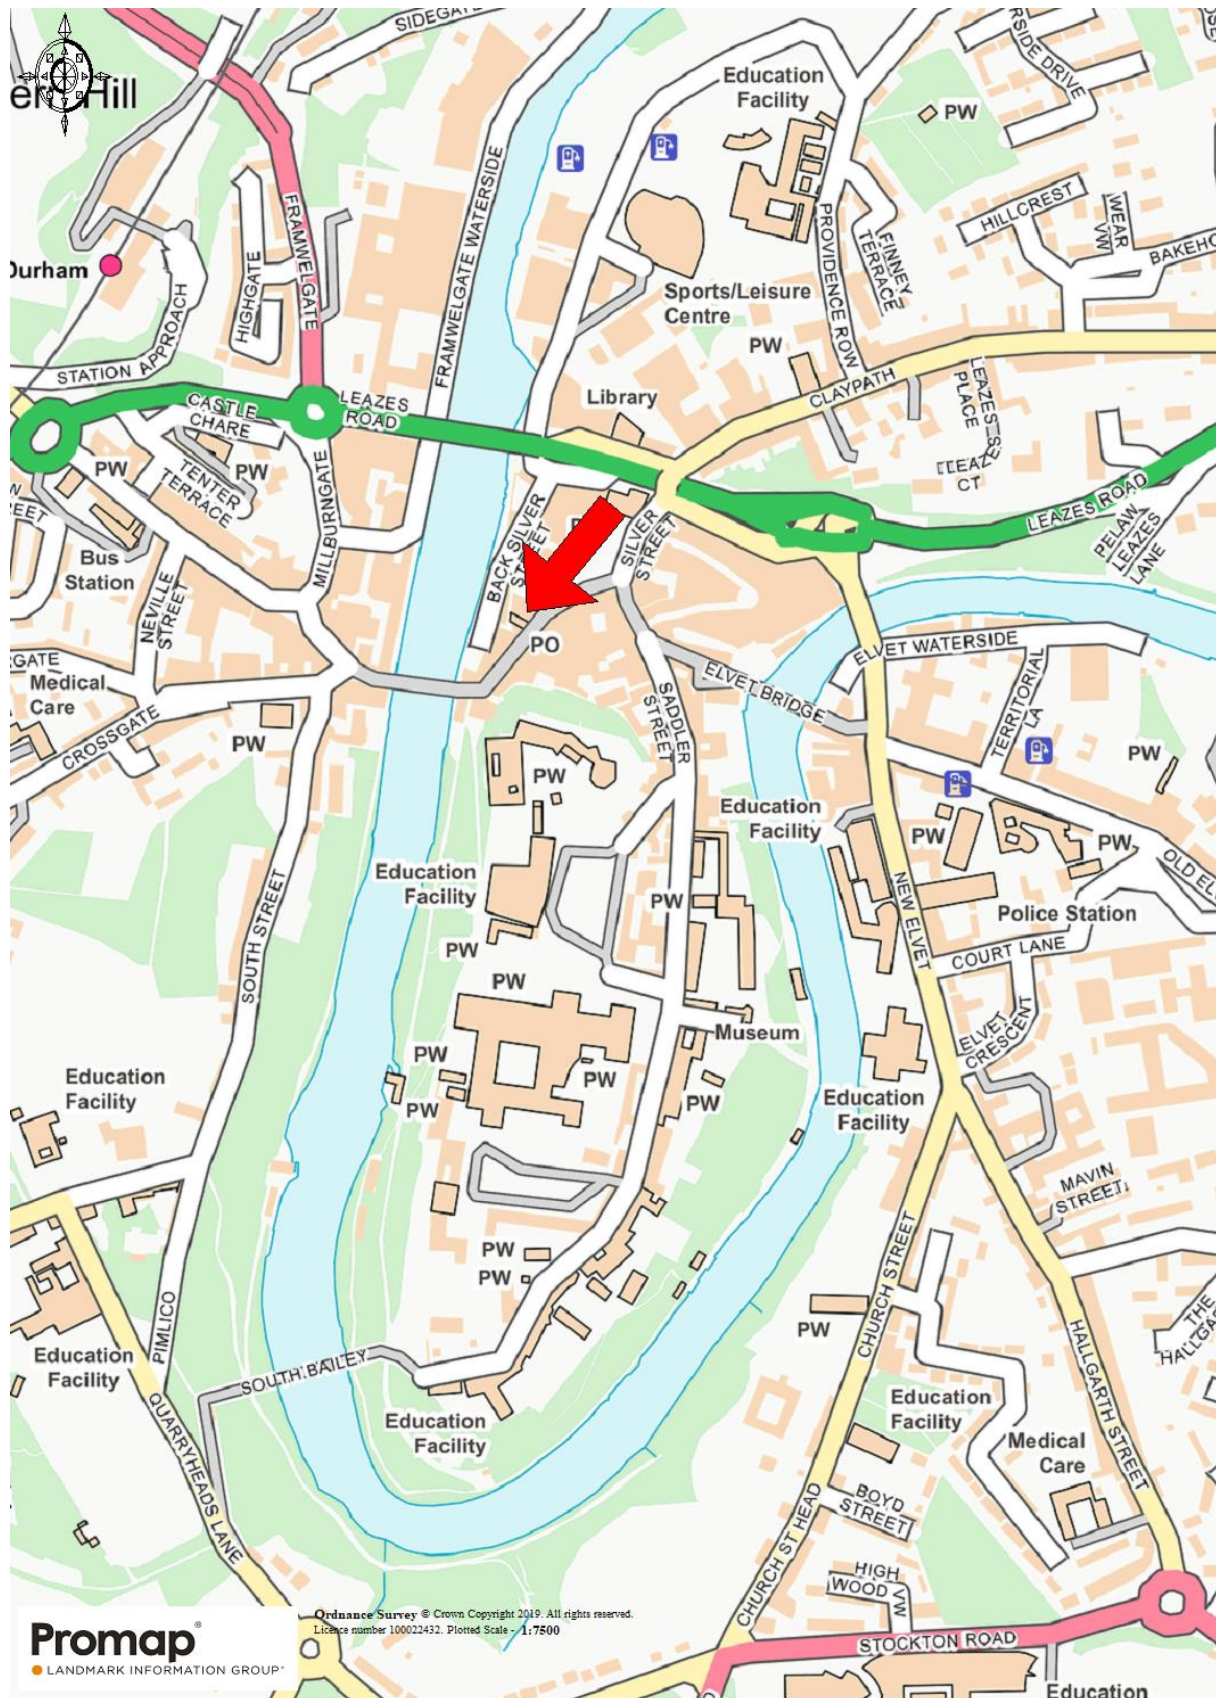 SIDEGATE
Education
Facility
PW
HILLCREST
WEAR
VW
Hill
FRAMWELGATE
FRAMWELGATE WATERSIDE
HIGHGATE
PROVIDENCE ROW
FINNEY
TERRACE
Durham
STATION APPROACH
Sports/Leisure
Centre
PW
LEAZES
PLACE
CLAYPATH
Library
CASTLE
CHARE
LEAZES
ROAD
PW
PW
TENTER
TERRACE
MILLBURNGATE
BACK SILVER
STREET
SILVER
STREET
LEAZES ROAD
PELAW
LEAZES
LANE
CT
Bus
Station
NEVILLE
STREET
PO
ELVET WATERSIDE
TERRITORIAL
LA
ELVET BRIDGE
SADDLER
STREET
Medical
Care
CROSSGATE
PW
PW
PW
Education
Facility
PW
PW
OLD EL
Education
Facility
PW
NEW ELVET
Police Station
SOUTH STREET
PW
COURT LANE
PW
Museum
ELVET
CRESCENT
PW
PW
PW
PW
Education
Facility
Education
Facility
MAVIN
STREET
PW
PW
CHURCH STREET
PIMLICO
PW
THE
HALLGARTH STREET
Education
Facility
SOUTH BAILEY
QUARRYHEADS LANE
Education
Facility
Education
Facility
Medical
Care
BOYD
STREET
CHURCH ST HEAD
HIGH
WOOD VW
STOCKTON ROAD
Education
Promap®
LANDMARK INFORMATION GROUP®
Ordnance Survey © Crown Copyright 2019. All rights reserved.
Licence number 100022432. Plotted Scale - 1:7500